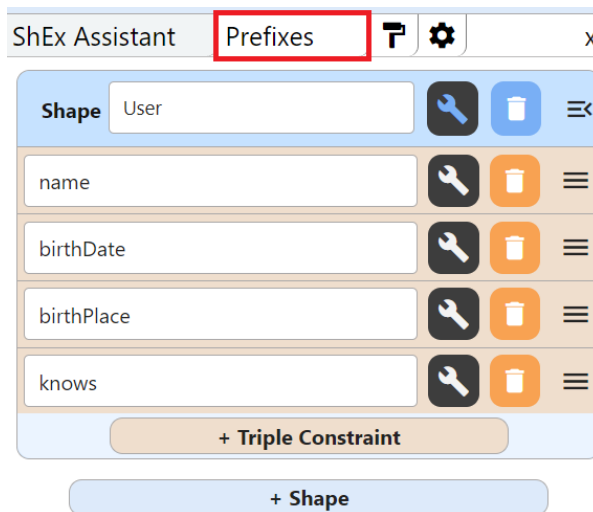 ShEx Assistant Prefixes x
Shape User
name
birthDate
birthPlace
knows
+ Triple Constraint
+ Shape